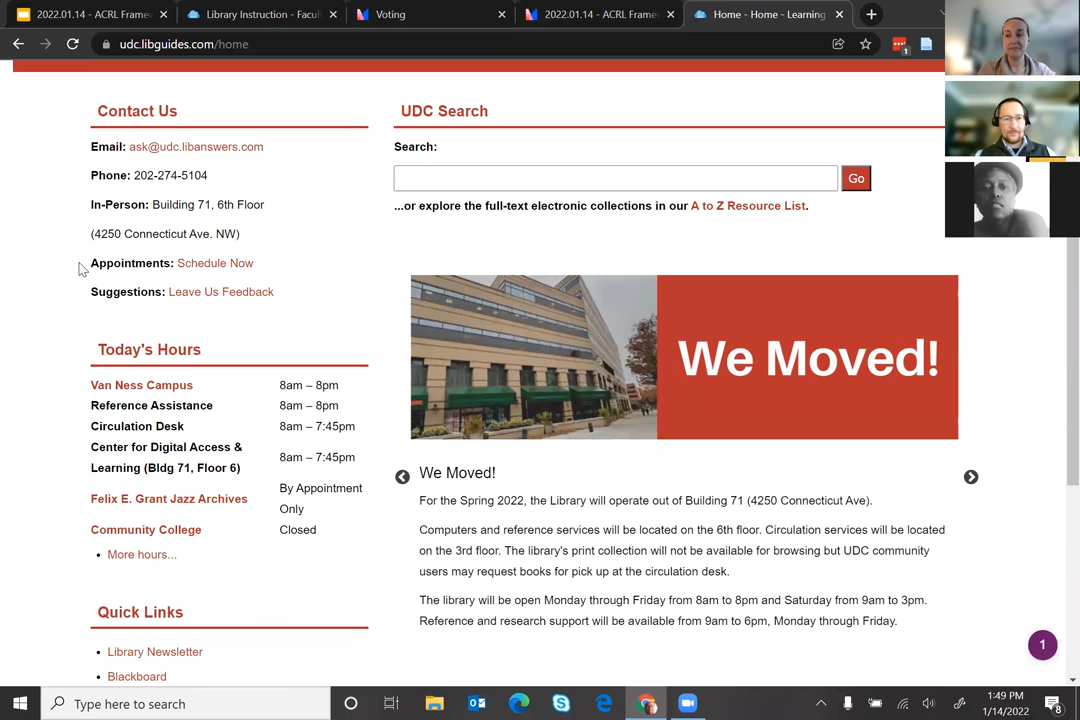 2022.01.14 - ACRL Framew
Library Instruction - Facul
Voting
2022.01.14 - ACRL Framew
Home - Home - Learning
udc.libguides.com/home
1
Contact Us
Email: ask@udc.libanswers.com
Phone: 202-274-5104
In-Person: Building 71, 6th Floor
(4250 Connecticut Ave. NW)
Appointments: Schedule Now
Suggestions: Leave Us Feedback
Today's Hours
Van Ness Campus 8am – 8pm
Reference Assistance 8am – 8pm
Circulation Desk 8am – 7:45pm
Center for Digital Access &
Learning (Bldg 71, Floor 6) 8am – 7:45pm
Felix E. Grant Jazz Archives By Appointment
Only
Community College Closed
• More hours...
Quick Links
• Library Newsletter
• Blackboard
UDC Search
Search:
Go
...or explore the full-text electronic collections in our A to Z Resource List.
We Moved!
We Moved!
For the Spring 2022, the Library will operate out of Building 71 (4250 Connecticut Ave).
Computers and reference services will be located on the 6th floor. Circulation services will be located
on the 3rd floor. The library's print collection will not be available for browsing but UDC community
users may request books for pick up at the circulation desk.
The library will be open Monday through Friday from 8am to 8pm and Saturday from 9am to 3pm.
Reference and research support will be available from 9am to 6pm, Monday through Friday.
1
Type here to search
1:49 PM
1/14/2022
8